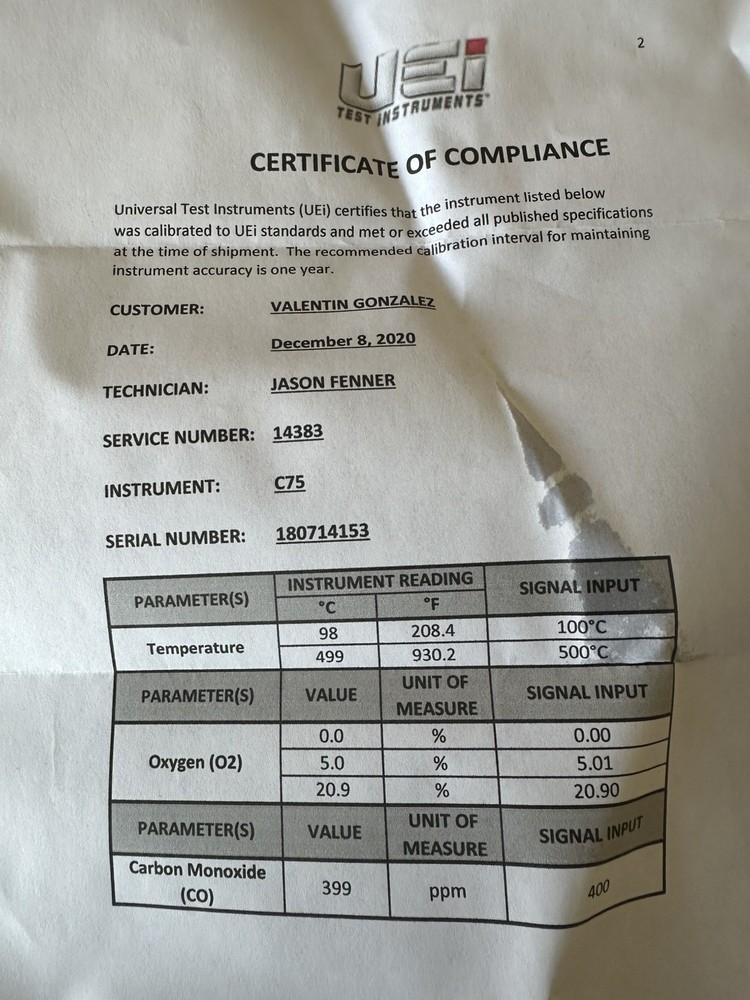 2
UEi
TEST INSTRUMENTS™
CERTIFICATE OF COMPLIANCE
Universal Test Instruments (UEi) certifies that the instrument listed below
was calibrated to UEi standards and met or exceeded all published specifications
at the time of shipment. The recommended calibration interval for maintaining
instrument accuracy is one year.
CUSTOMER: VALENTIN GONZALEZ
DATE: December 8, 2020
TECHNICIAN: JASON FENNER
SERVICE NUMBER: 14383
INSTRUMENT: C75
SERIAL NUMBER: 180714153
PARAMETER(S) INSTRUMENT READING SIGNAL INPUT
°C °F
Temperature 98 208.4 100°C
499 930.2 500°C
PARAMETER(S) VALUE UNIT OF MEASURE SIGNAL INPUT
Oxygen (O2) 0.0 % 0.00
5.0 % 5.01
20.9 % 20.90
PARAMETER(S) VALUE UNIT OF MEASURE SIGNAL INPUT
Carbon Monoxide (CO) 399 ppm 400